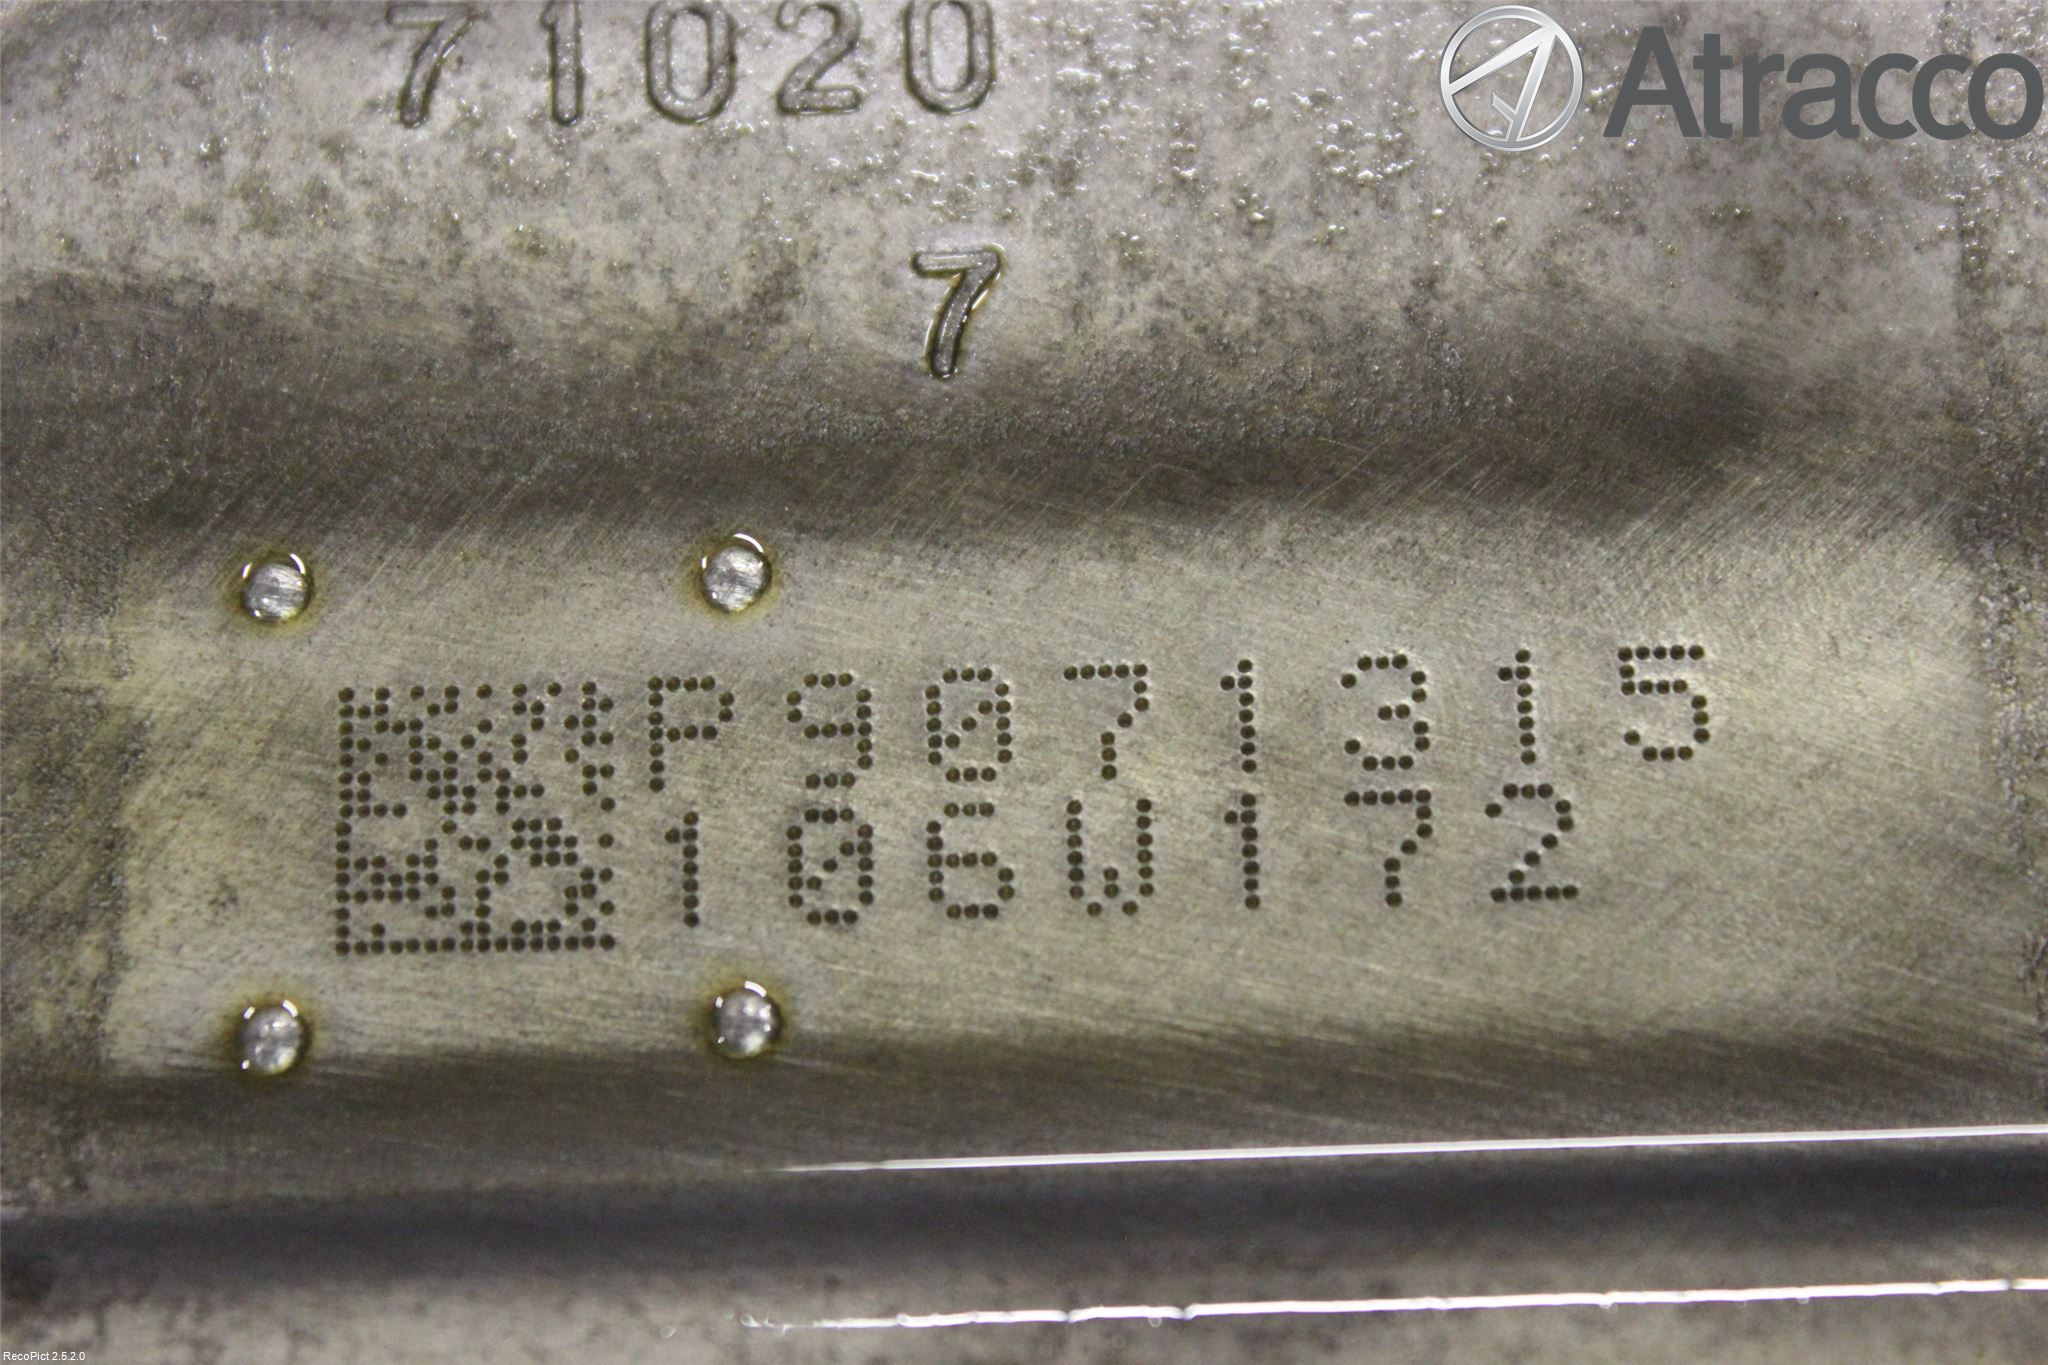 71020
Atracco
7
P9071315
106W172
RecoPict 2.5.2.0